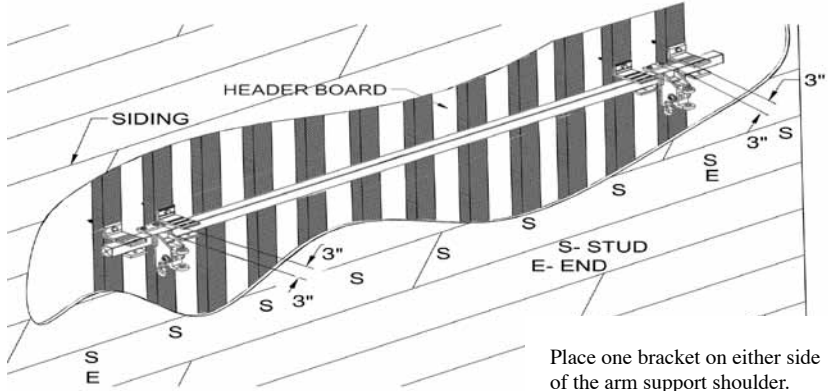 HEADER BOARD
SIDING
3"
3"
S
S
E
S
S
S
S- STUD
E- END
3"
3"
S
S
S
S
E
Place one bracket on either side
of the arm support shoulder.